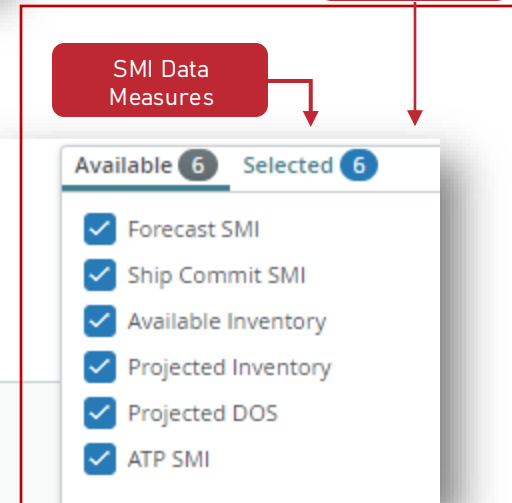 SMI Data
Measures
Available 6 Selected 6
Forecast SMI
Ship Commit SMI
Available Inventory
Projected Inventory
Projected DOS
ATP SMI